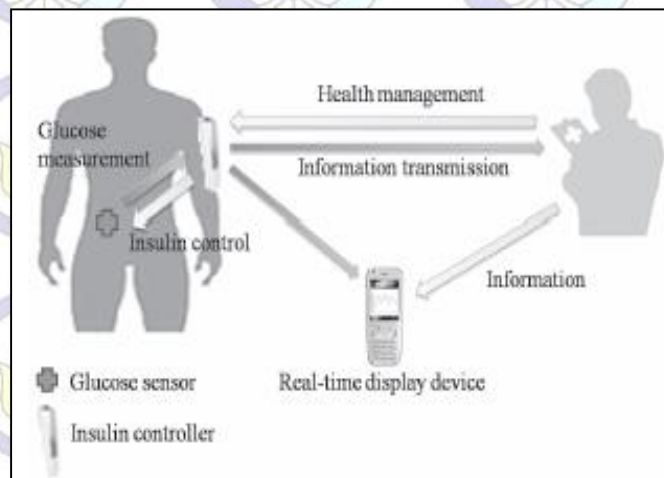 Health management
Glucose
measurement
Information transmission
Insulin control
Information
Glucose sensor
Real-time display device
Insulin controller